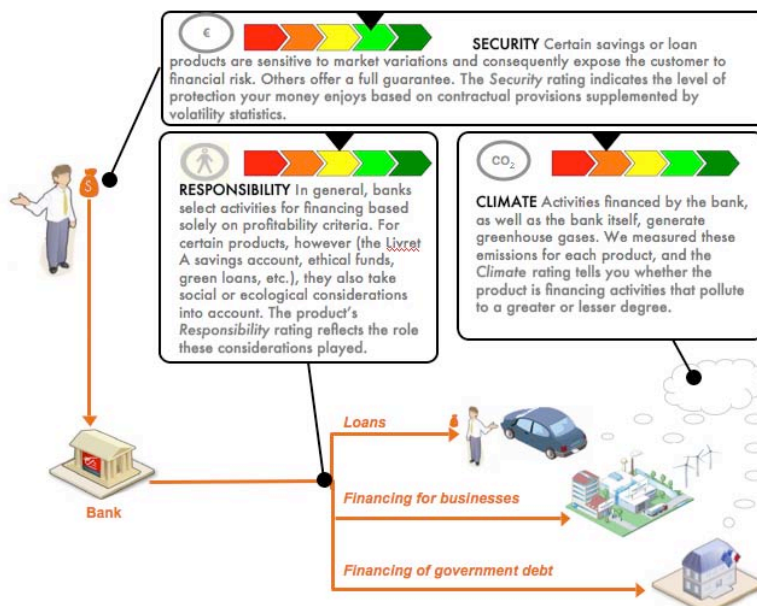 €
SECURITY Certain savings or loan
products are sensitive to market variations and consequently expose the customer to
financial risk. Others offer a full guarantee. The Security rating indicates the level of
protection your money enjoys based on contractual provisions supplemented by
volatility statistics.
RESPONSIBILITY In general, banks
select activities for financing based
solely on profitability criteria. For
certain products, however (the Livret
A savings account, ethical funds,
green loans, etc.), they also take
social or ecological considerations
into account. The product's
Responsibility rating reflects the role
these considerations played.
CO₂
CLIMATE Activities financed by the bank,
as well as the bank itself, generate
greenhouse gases. We measured these
emissions for each product, and the
Climate rating tells you whether the
product is financing activities that pollute
to a greater or lesser degree.
$
Bank
Loans
Financing for businesses
Financing of government debt